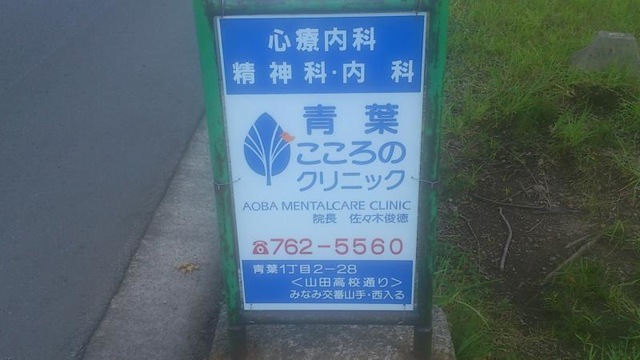 心療内科
精神科・内科
青葉
こころの
クリニック
AOBA MENTALCARE CLINIC
院長 佐々木俊徳
☎762-5560
青葉1丁目2-28
<山田高校通り>
みなみ交番山手・西入る